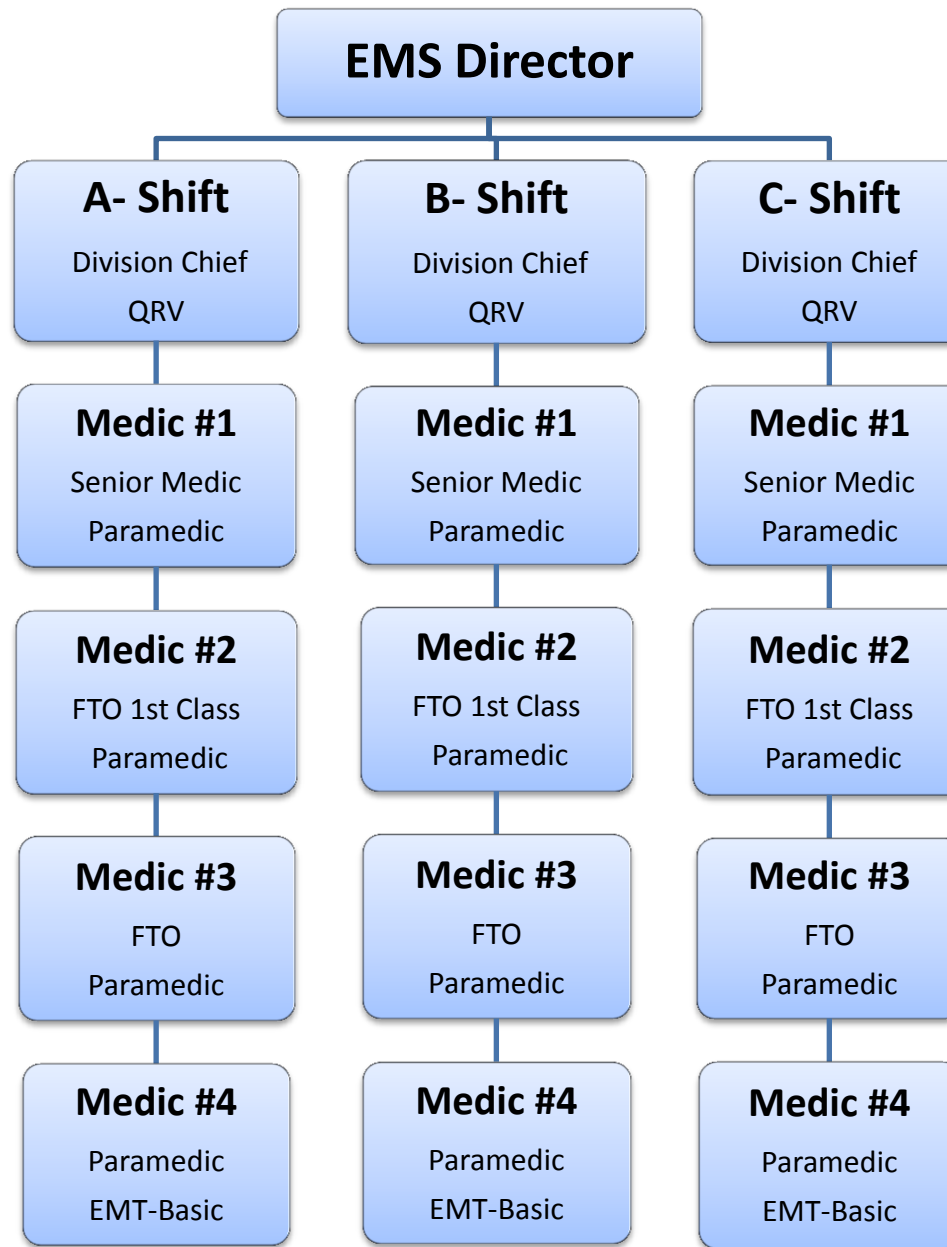 EMS Director
A- Shift
Division Chief
QRV
B- Shift
Division Chief
QRV
C- Shift
Division Chief
QRV
Medic #1
Senior Medic
Paramedic
Medic #1
Senior Medic
Paramedic
Medic #1
Senior Medic
Paramedic
Medic #2
FTO 1st Class
Paramedic
Medic #2
FTO 1st Class
Paramedic
Medic #2
FTO 1st Class
Paramedic
Medic #3
FTO
Paramedic
Medic #3
FTO
Paramedic
Medic #3
FTO
Paramedic
Medic #4
Paramedic
EMT-Basic
Medic #4
Paramedic
EMT-Basic
Medic #4
Paramedic
EMT-Basic